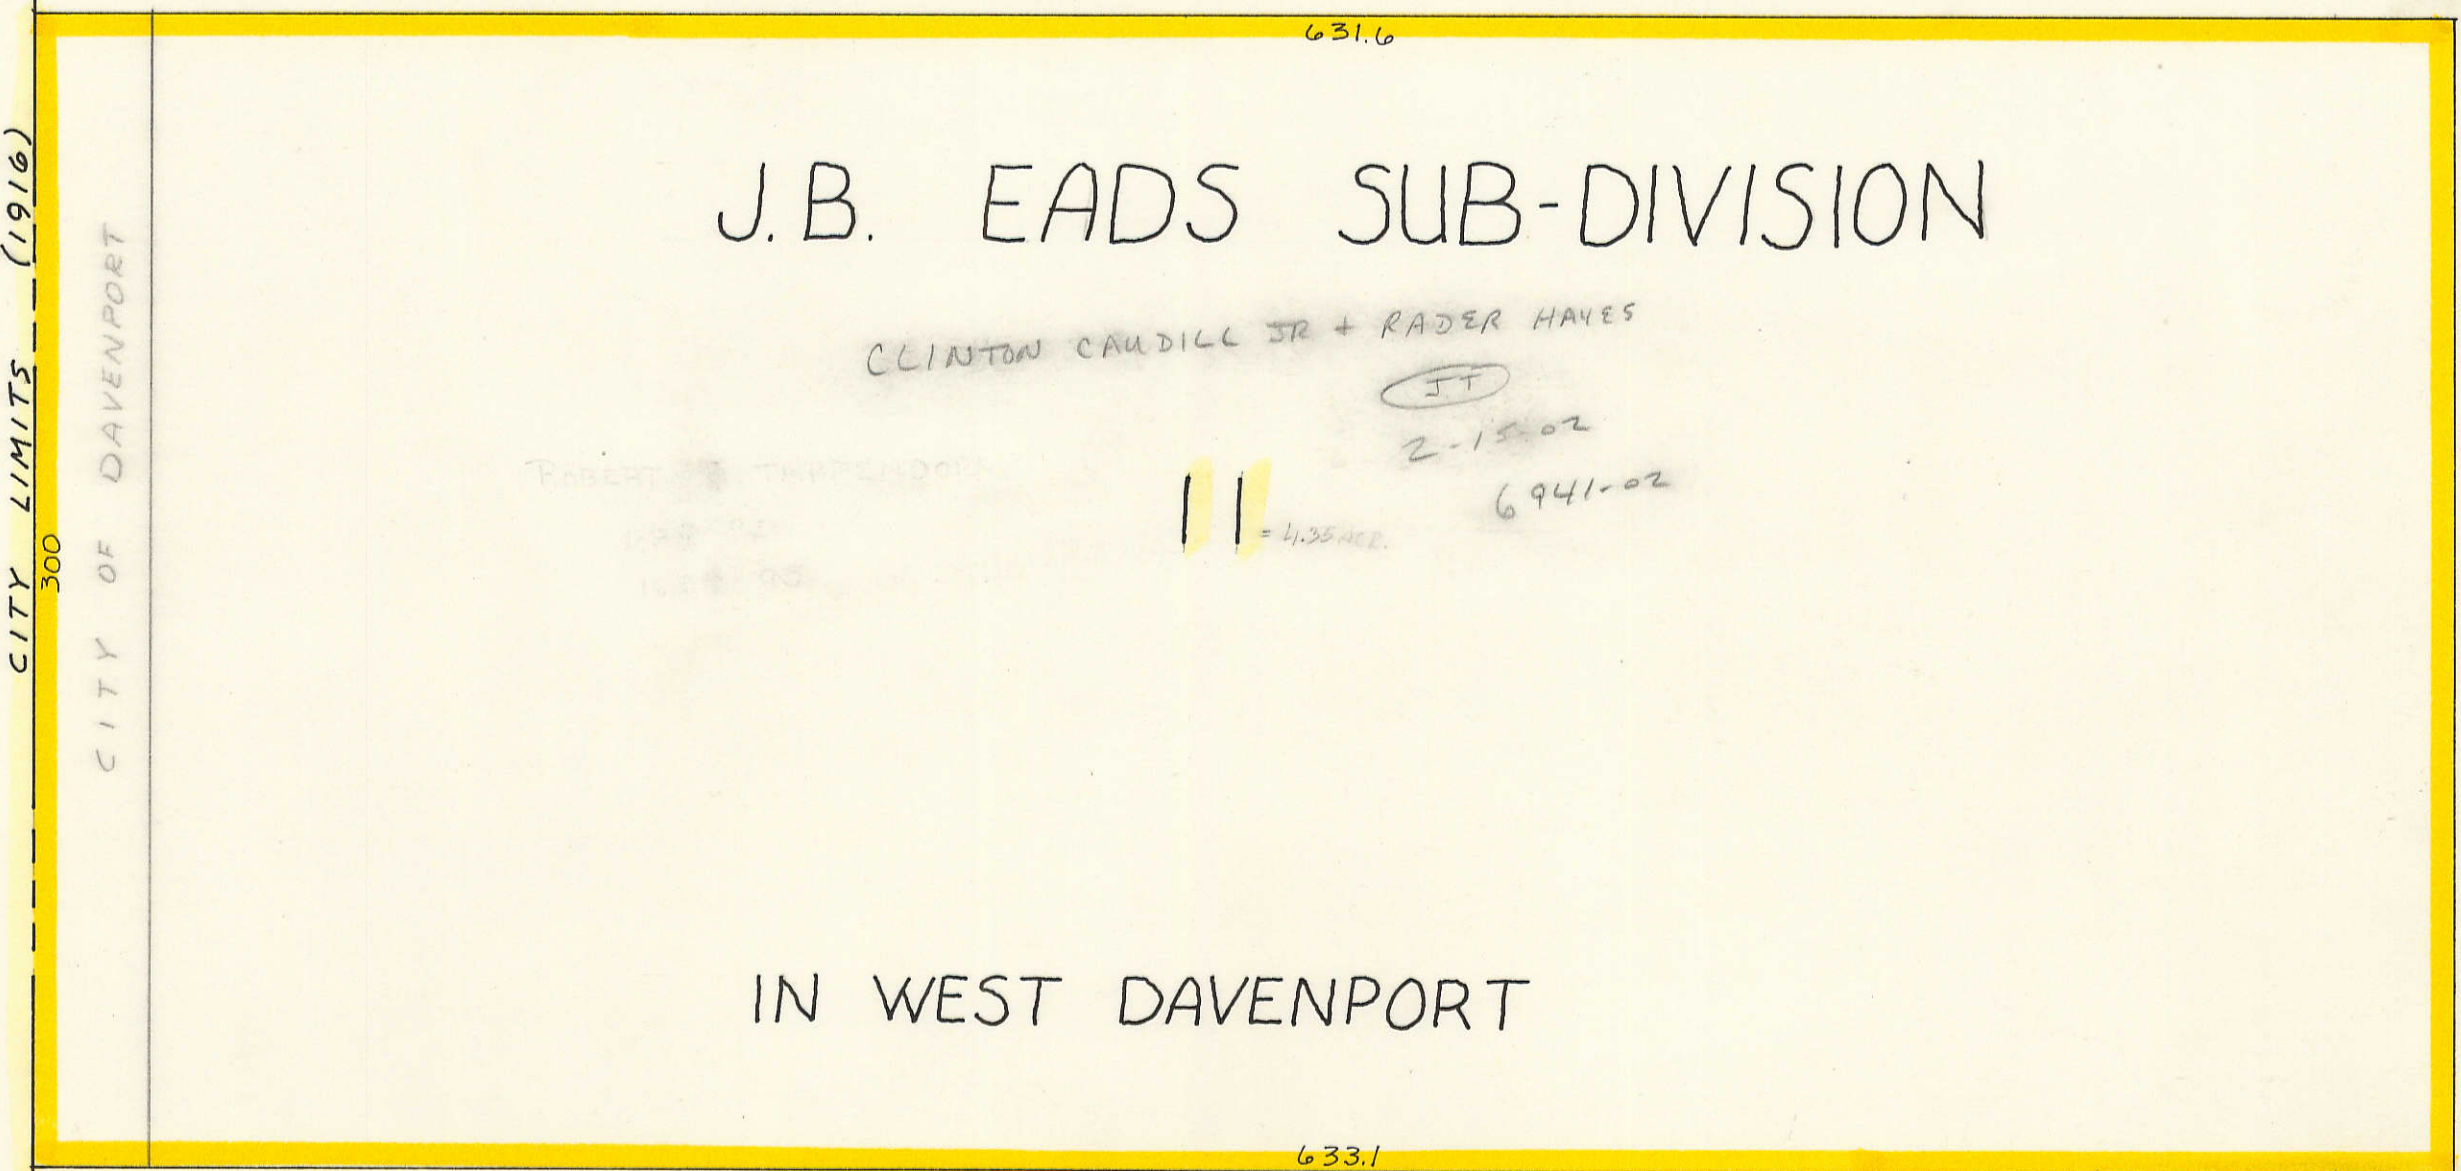 631.6
CITY LIMITS (1916)
300
CITY OF DAVENPORT
J.B. EADS SUB-DIVISION
CLINTON CAUDILL JR + RADER HAYES
JT
2-15-02
6941-02
ROBERT
11 = 4.35 ACR.
IN WEST DAVENPORT
633.1